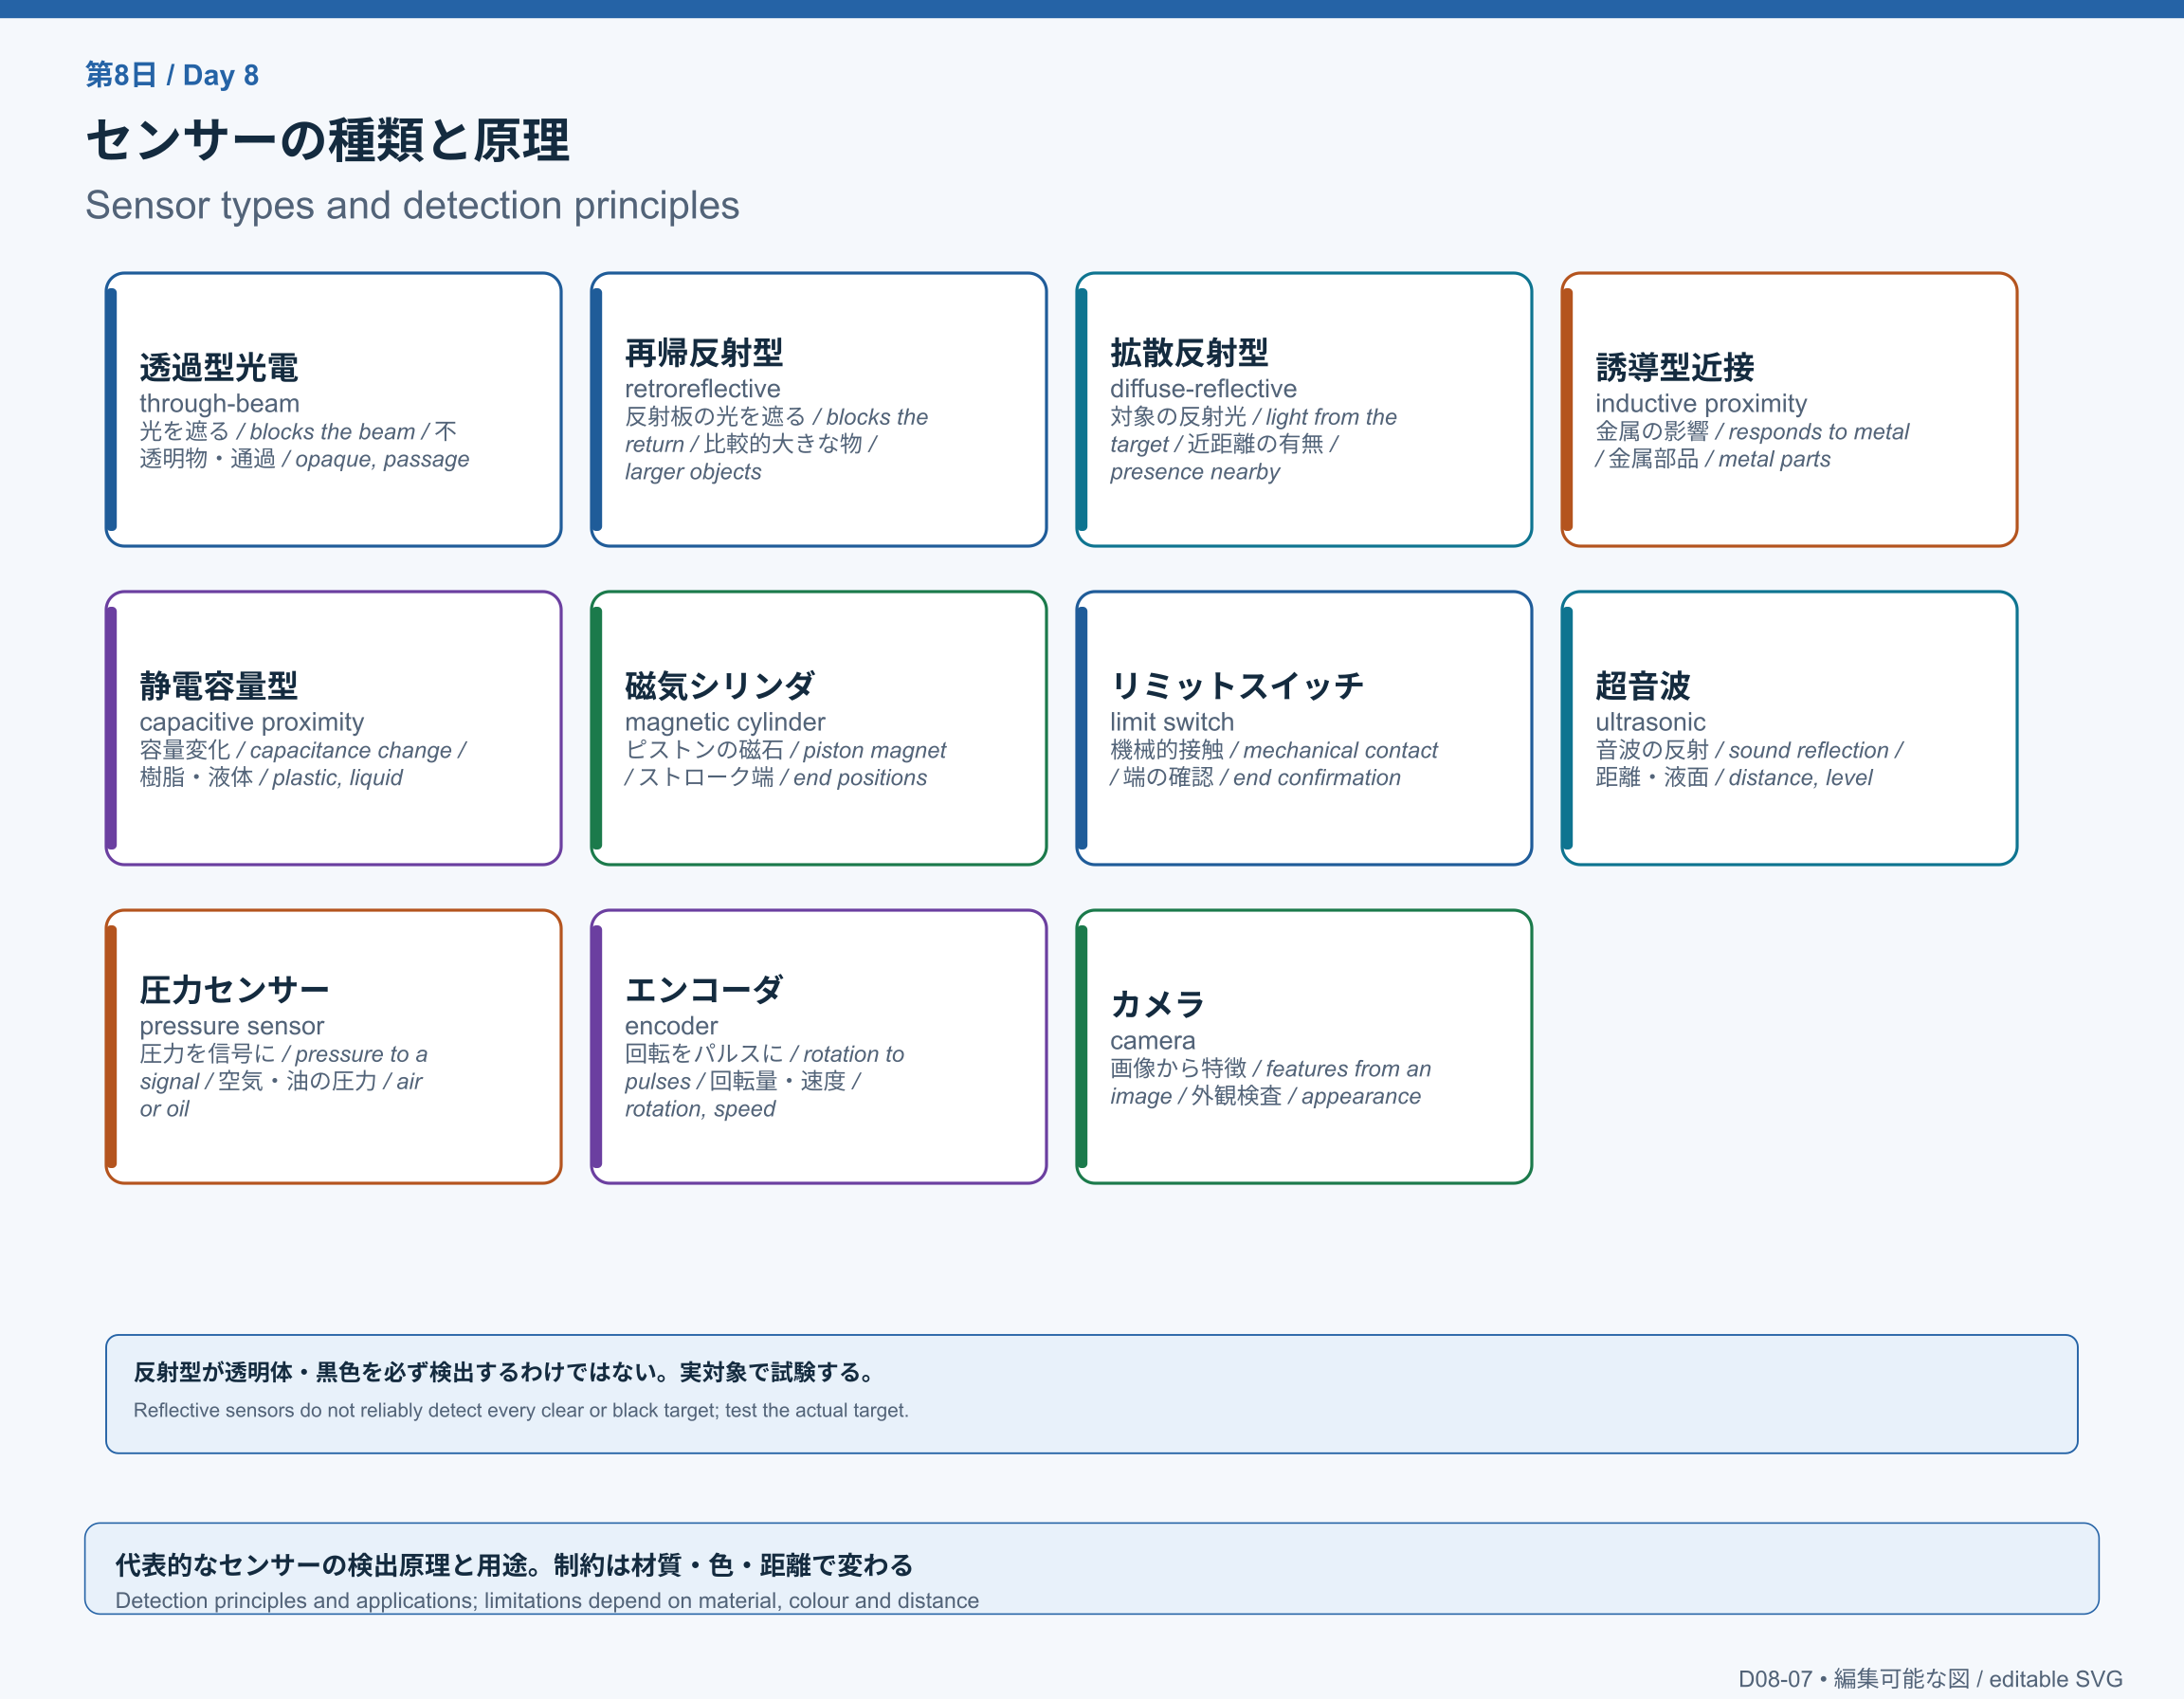 第8日 / Day 8
センサーの種類と原理
Sensor types and detection principles
透過型光電
through-beam
光を遮る / blocks the beam / 不
透明物・通過 / opaque, passage
再帰反射型
retroreflective
反射板の光を遮る / blocks the
return / 比較的大きな物 /
larger objects
拡散反射型
diffuse-reflective
対象の反射光 / light from the
target / 近距離の有無 /
presence nearby
誘導型近接
inductive proximity
金属の影響 / responds to metal
/ 金属部品 / metal parts
静電容量型
capacitive proximity
容量変化 / capacitance change /
樹脂・液体 / plastic, liquid
磁気シリンダ
magnetic cylinder
ピストンの磁石 / piston magnet
/ ストローク端 / end positions
リミットスイッチ
limit switch
機械的接触 / mechanical contact
/ 端の確認 / end confirmation
超音波
ultrasonic
音波の反射 / sound reflection /
距離・液面 / distance, level
圧力センサー
pressure sensor
圧力を信号に / pressure to a
signal / 空気・油の圧力 / air
or oil
エンコーダ
encoder
回転をパルスに / rotation to
pulses / 回転量・速度 /
rotation, speed
カメラ
camera
画像から特徴 / features from an
image / 外観検査 / appearance
反射型が透明体・黒色を必ず検出するわけではない。実対象で試験する。
Reflective sensors do not reliably detect every clear or black target; test the actual target.
代表的なセンサーの検出原理と用途。制約は材質・色・距離で変わる
Detection principles and applications; limitations depend on material, colour and distance
D08-07 • 編集可能な図 / editable SVG